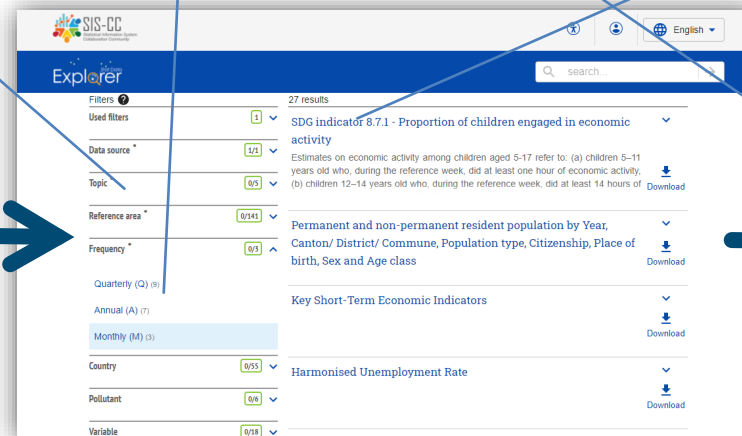 SIS-CC
Statistical Information System
Collaboration Community
English
Explorer
search...
Filters ?
Used filters 1
Data source * 1/1
Topic * 0/5
Reference area * 0/141
Frequency * 0/3
Quarterly (Q) (9)
Annual (A) (7)
Monthly (M) (3)
Country 0/55
Pollutant 0/6
Variable 0/18
27 results
SDG indicator 8.7.1 - Proportion of children engaged in economic
activity
Estimates on economic activity among children aged 5-17 refer to: (a) children 5–11
years old who, during the reference week, did at least one hour of economic activity,
(b) children 12–14 years old who, during the reference week, did at least 14 hours of
Download
Permanent and non-permanent resident population by Year,
Canton/ District/ Commune, Population type, Citizenship, Place of
birth, Sex and Age class
Download
Key Short-Term Economic Indicators
Download
Harmonised Unemployment Rate
Download